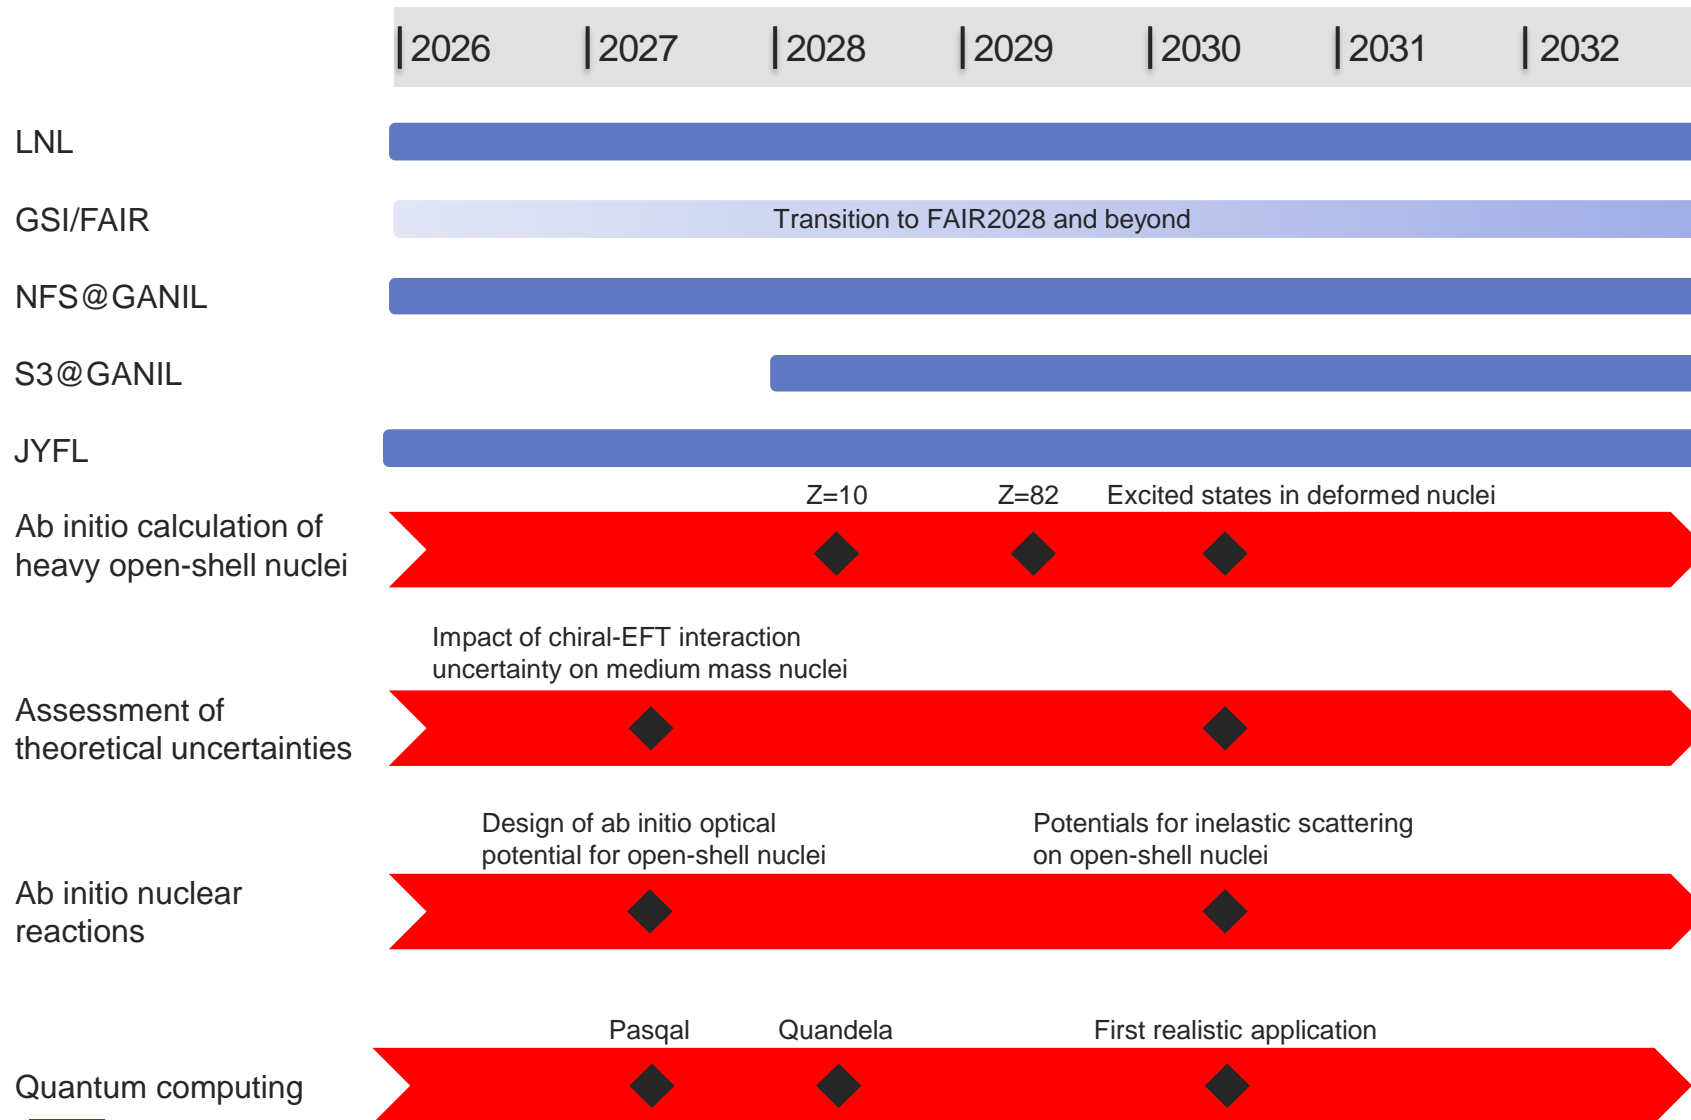 2026 2027 2028 2029 2030 2031 2032
LNL
GSI/FAIR
Transition to FAIR2028 and beyond
NFS@GANIL
S3@GANIL
JYFL
Z=10 Z=82 Excited states in deformed nuclei
Ab initio calculation of
heavy open-shell nuclei
Impact of chiral-EFT interaction
uncertainty on medium mass nuclei
Assessment of
theoretical uncertainties
Design of ab initio optical
potential for open-shell nuclei
Potentials for inelastic scattering
on open-shell nuclei
Ab initio nuclear
reactions
Pasqal Quandela First realistic application
Quantum computing